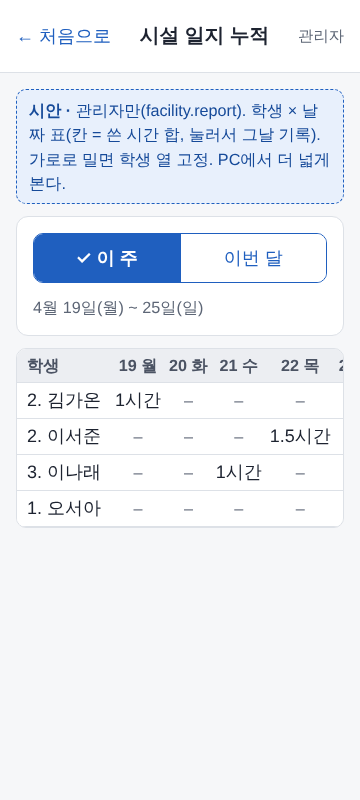 ← 처음으로 시설 일지 누적 관리자
시안 · 관리자만(facility.report). 학생 × 날
짜 표(칸 = 쓴 시간 합, 눌러서 그날 기록).
가로로 밀면 학생 열 고정. PC에서 더 넓게
본다.
✓ 이 주 이번 달
4월 19일(월) ~ 25일(일)
학생 19 월 20 화 21 수 22 목
2. 김가온 1시간 – – –
2. 이서준 – – – 1.5시간
3. 이나래 – – 1시간 –
1. 오서아 – – – –